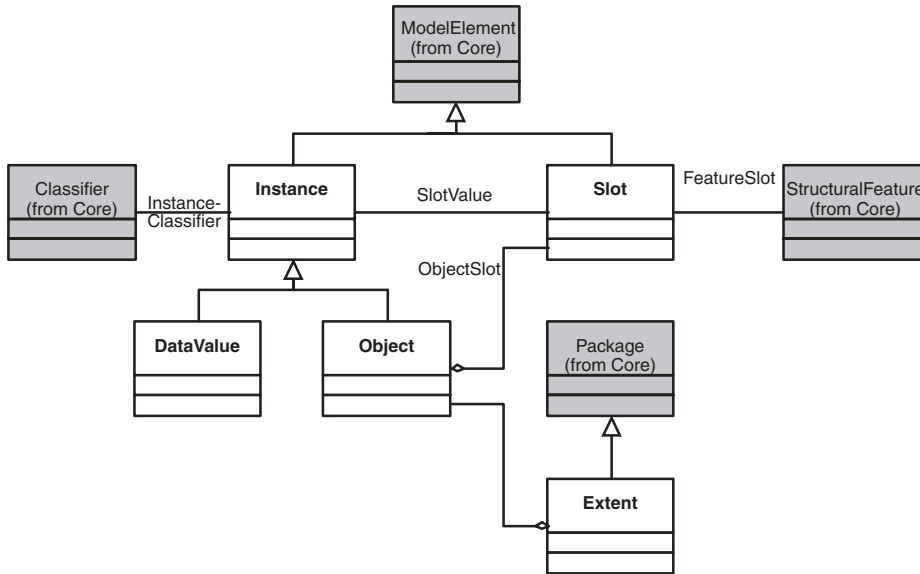 ModelElement
(from Core)
Classifier
(from Core)
Instance-
Classifier
Instance
SlotValue
Slot
FeatureSlot
StructuralFeature
(from Core)
ObjectSlot
DataValue
Object
Package
(from Core)
Extent